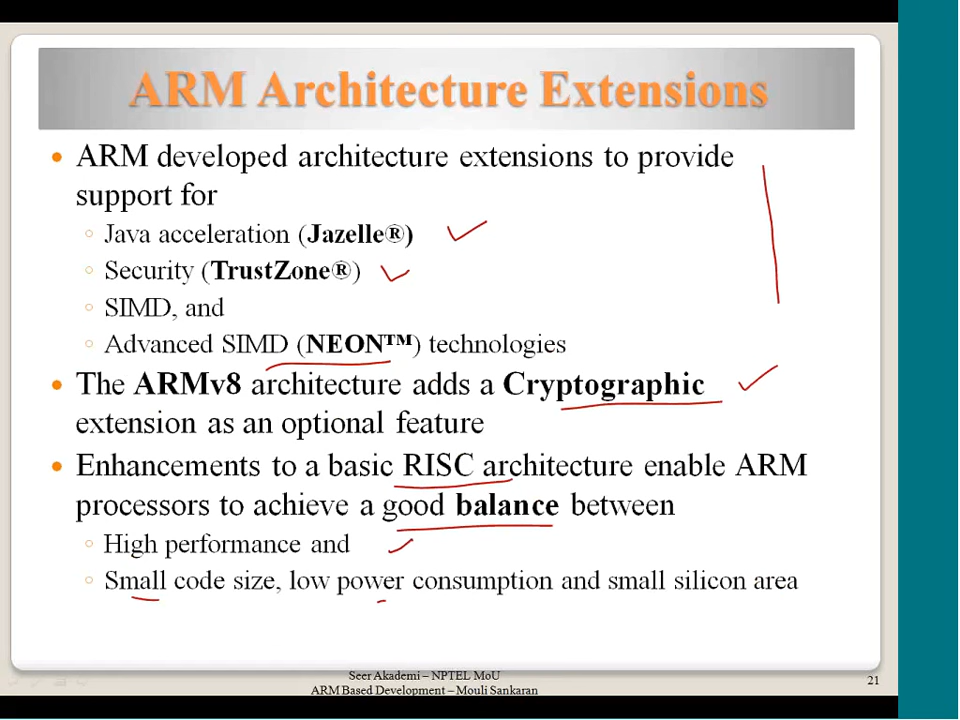 ARM Architecture Extensions
ARM developed architecture extensions to provide
support for
Java acceleration (Jazelle®)
Security (TrustZone®)
SIMD, and
Advanced SIMD (NEON™) technologies
The ARMv8 architecture adds a Cryptographic
extension as an optional feature
Enhancements to a basic RISC architecture enable ARM
processors to achieve a good balance between
High performance and
Small code size, low power consumption and small silicon area
Seer Akademi – NPTEL MoU
ARM Based Development – Mouli Sankaran
21